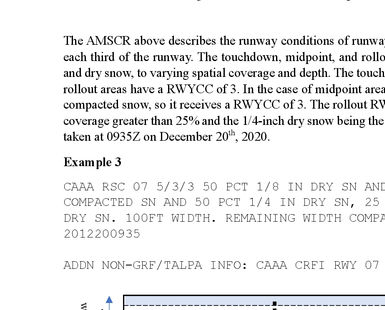 The AMSCR above describes the runway conditions of runway
each third of the runway. The touchdown, midpoint, and rollo
and dry snow, to varying spatial coverage and depth. The touch
rollout areas have a RWYCC of 3. In the case of midpoint area
compacted snow, so it receives a RWYCC of 3. The rollout RW
coverage greater than 25% and the 1/4-inch dry snow being the
taken at 0935Z on December 20th, 2020.
Example 3
CAAA RSC 07 5/3/3 50 PCT 1/8 IN DRY SN AND
COMPACTED SN AND 50 PCT 1/4 IN DRY SN, 25
DRY SN. 100FT WIDTH. REMAINING WIDTH COMPA
2012200935
ADDN NON-GRF/TALPA INFO: CAAA CRFI RWY 07